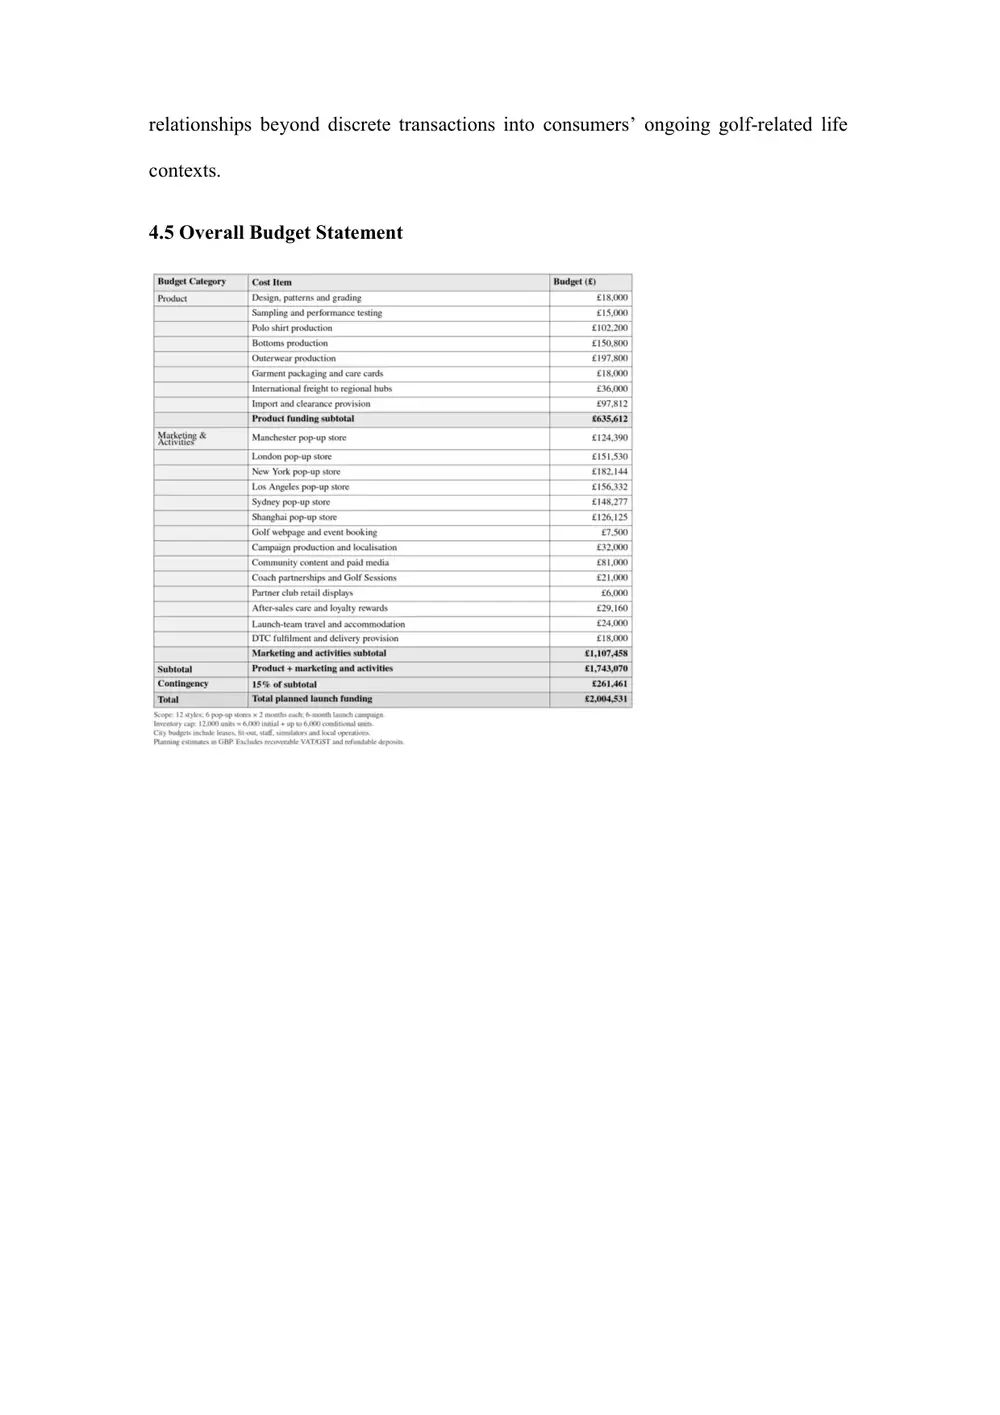 relationships beyond discrete transactions into consumers’ ongoing golf-related life
contexts.
4.5 Overall Budget Statement
Budget Category Cost Item Budget (£)
Product Design, patterns and grading £18,000
Sampling and performance testing £15,000
Polo shirt production £102,200
Bottoms production £150,800
Outerwear production £197,800
Garment packaging and care cards £18,000
International freight to regional hubs £36,000
Import and clearance provision £97,812
Product funding subtotal £635,612
Marketing &
Activities Manchester pop-up store £124,390
London pop-up store £151,530
New York pop-up store £182,144
Los Angeles pop-up store £156,332
Sydney pop-up store £148,277
Shanghai pop-up store £126,125
Golf webpage and event booking £7,500
Campaign production and localisation £32,000
Community content and paid media £81,000
Coach partnerships and Golf Sessions £21,000
Partner club retail displays £6,000
After-sales care and loyalty rewards £29,160
Launch-team travel and accommodation £24,000
DTC fulfilment and delivery provision £18,000
Marketing and activities subtotal £1,107,458
Subtotal Product + marketing and activities £1,743,070
Contingency 15% of subtotal £261,461
Total Total planned launch funding £2,004,531
Scope: 12 styles; 6 pop-up stores × 2 months each; 6-month launch campaign.
Inventory cap: 12,000 units = 6,000 initial + up to 6,000 conditional units.
City budgets include leases, fit-out, staff, simulators and local operations.
Planning estimates in GBP. Excludes recoverable VAT/GST and refundable deposits.